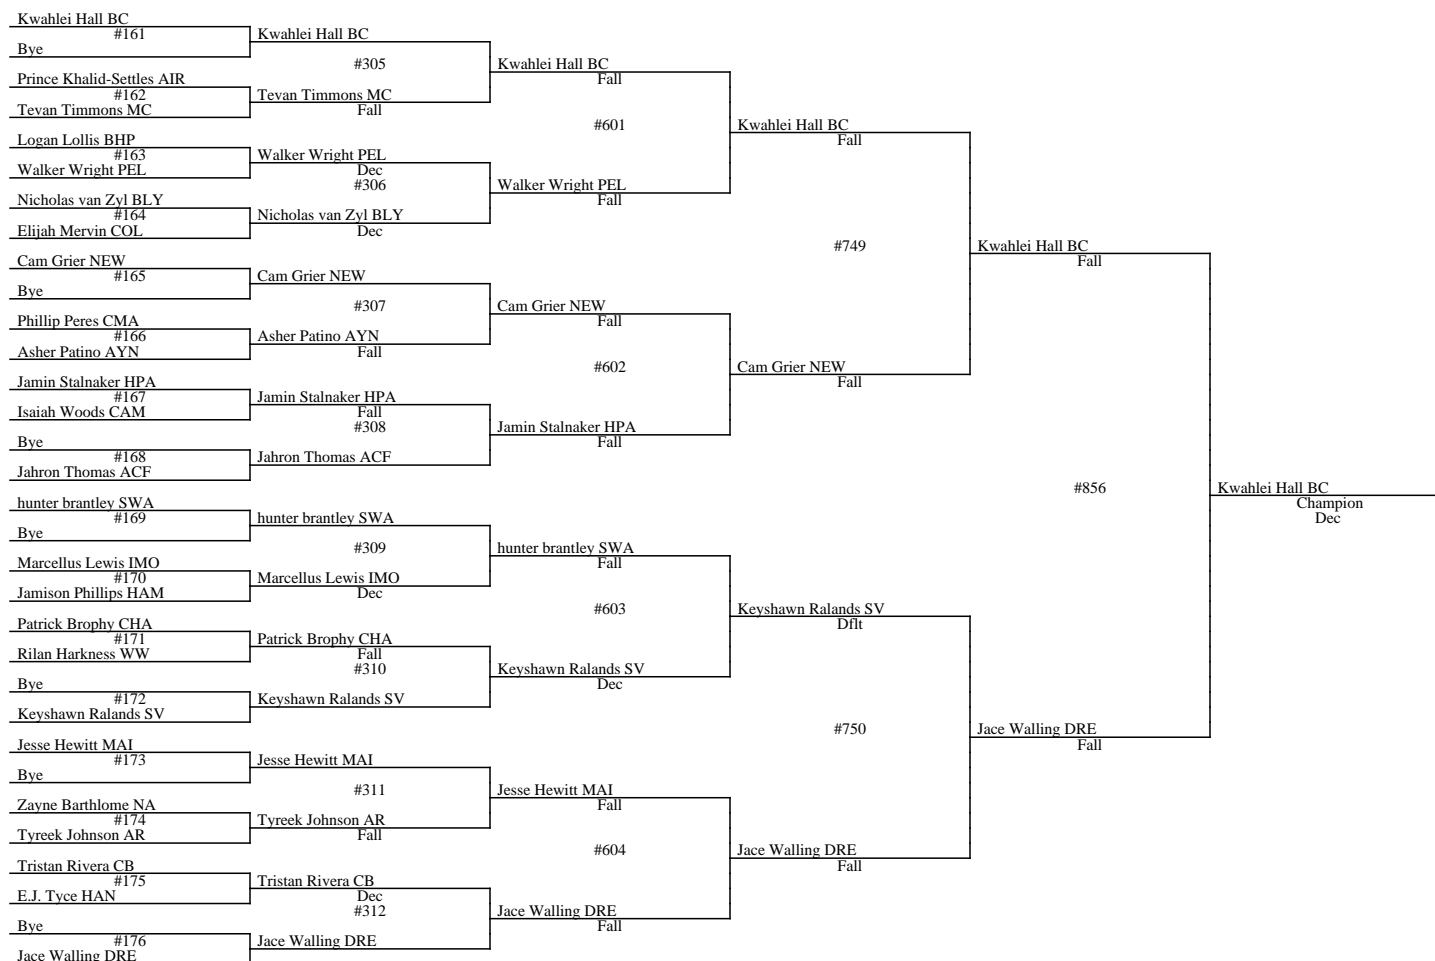 Kwahlei Hall BC
#161
Bye
Prince Khalid-Settles AIR
#162
Tevan Timmons MC
Logan Lollis BHP
#163
Walker Wright PEL
Nicholas van Zyl BLY
#164
Elijah Mervin COL
Cam Grier NEW
#165
Bye
Phillip Peres CMA
#166
Asher Patino AYN
Jamin Stalnaker HPA
#167
Isaiah Woods CAM
Bye
#168
Jahron Thomas ACF
hunter brantley SWA
#169
Bye
Marcellus Lewis IMO
#170
Jamison Phillips HAM
Patrick Brophy CHA
#171
Rilan Harkness WW
Bye
#172
Keyshawn Ralands SV
Jesse Hewitt MAI
#173
Bye
Zayne Barthlome NA
#174
Tyreek Johnson AR
Tristan Rivera CB
#175
E.J. Tyce HAN
Bye
#176
Jace Walling DRE
Kwahlei Hall BC
#305
Tevan Timmons MC
Fall
Walker Wright PEL
Dec
#306
Nicholas van Zyl BLY
Dec
Cam Grier NEW
#307
Asher Patino AYN
Fall
Jamin Stalnaker HPA
Fall
#308
Jahron Thomas ACF
hunter brantley SWA
#309
Marcellus Lewis IMO
Dec
Patrick Brophy CHA
Fall
#310
Keyshawn Ralands SV
Jesse Hewitt MAI
#311
Tyreek Johnson AR
Fall
Tristan Rivera CB
Dec
#312
Jace Walling DRE
Kwahlei Hall BC
Fall
#601
Walker Wright PEL
Fall
Cam Grier NEW
Fall
#602
Jamin Stalnaker HPA
Fall
hunter brantley SWA
Fall
#603
Keyshawn Ralands SV
Dec
Jesse Hewitt MAI
Fall
#604
Jace Walling DRE
Fall
Kwahlei Hall BC
Fall
#749
Cam Grier NEW
Fall
Keyshawn Ralands SV
Dflt
#750
Jace Walling DRE
Fall
Kwahlei Hall BC
Fall
#856
Jace Walling DRE
Fall
Kwahlei Hall BC
Champion
Dec